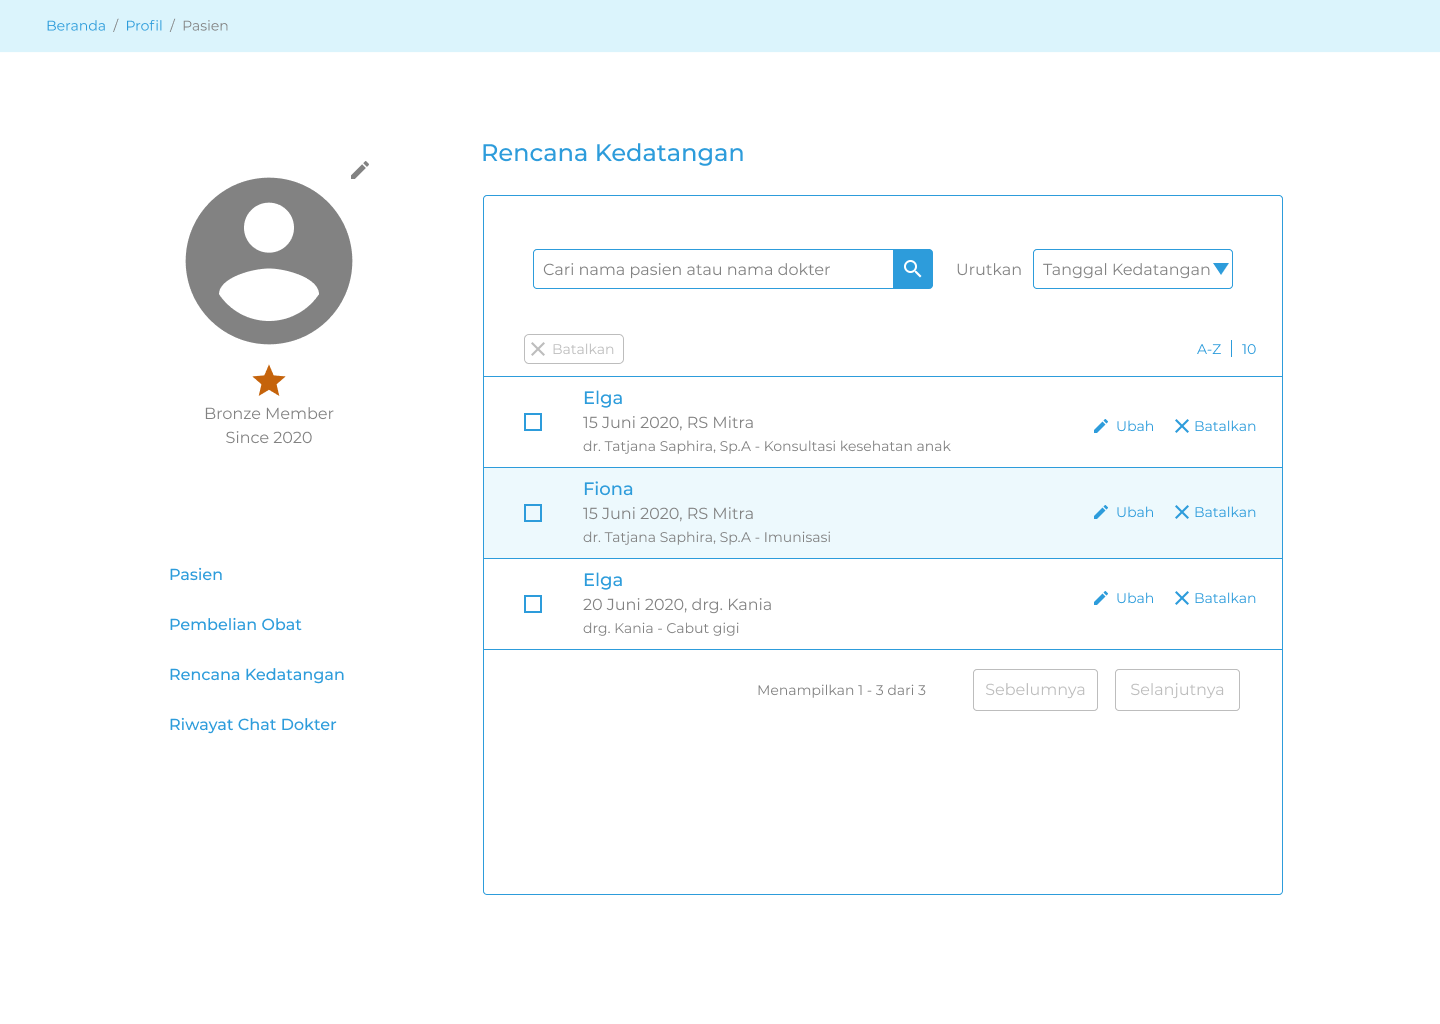 Beranda / Profil / Pasien
Rencana Kedatangan
Cari nama pasien atau nama dokter
Urutkan
Tanggal Kedatangan
Batalkan
A-Z | 10
Elga
15 Juni 2020, RS Mitra
dr. Tatjana Saphira, Sp.A - Konsultasi kesehatan anak
Ubah
Batalkan
Fiona
15 Juni 2020, RS Mitra
dr. Tatjana Saphira, Sp.A - Imunisasi
Ubah
Batalkan
Elga
20 Juni 2020, drg. Kania
drg. Kania - Cabut gigi
Ubah
Batalkan
Menampilkan 1 - 3 dari 3
Sebelumnya
Selanjutnya
Bronze Member
Since 2020
Pasien
Pembelian Obat
Rencana Kedatangan
Riwayat Chat Dokter